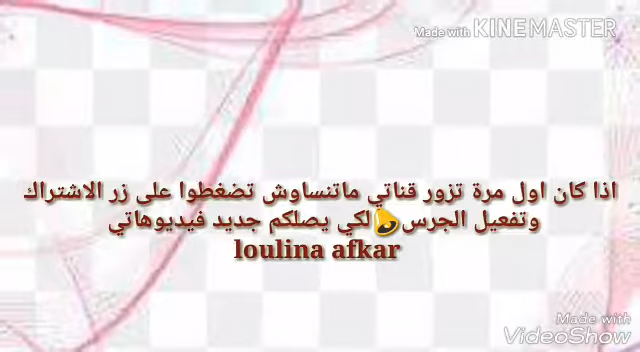 Made with KINEMASTER
اذا كان اول مرة تزور قناتي ماتنساوش تضغطوا على زر الاشتراك
وتفعيل الجرس🔔لكي يصلكم جديد فيديوهاتي
loulina afkar
Made with
VideoShow